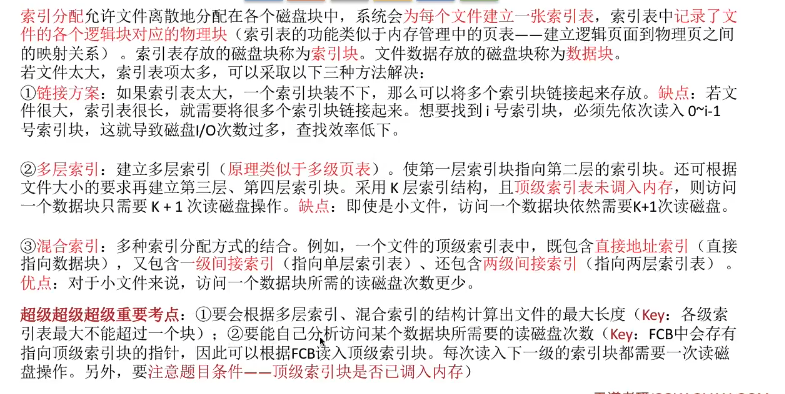 索引分配允许文件离散地分配在各个磁盘块中，系统会为每个文件建立一张索引表，索引表中记录了文
件的各个逻辑块对应的物理块（索引表的功能类似于内存管理中的页表——建立逻辑页面到物理页之间
的映射关系）。索引表存放的磁盘块称为索引块。文件数据存放的磁盘块称为数据块。
若文件太大，索引表项太多，可以采取以下三种方法解决：
①链接方案：如果索引表太大，一个索引块装不下，那么可以将多个索引块链接起来存放。缺点：若文
件很大，索引表很长，就需要将很多个索引块链接起来。想要找到 i 号索引块，必须先依次读入 0~i-1
号索引块，这就导致磁盘I/O次数过多，查找效率低下。
②多层索引：建立多层索引（原理类似于多级页表）。使第一层索引块指向第二层的索引块。还可根据
文件大小的要求再建立第三层、第四层索引块。采用 K 层索引结构，且顶级索引表未调入内存，则访问
一个数据块只需要 K + 1 次读磁盘操作。缺点：即使是小文件，访问一个数据块依然需要K+1次读磁盘。
③混合索引：多种索引分配方式的结合。例如，一个文件的顶级索引表中，既包含直接地址索引（直接
指向数据块），又包含一级间接索引（指向单层索引表）、还包含两级间接索引（指向两层索引表）。
优点：对于小文件来说，访问一个数据块所需的读磁盘次数更少。
超级超级超级重要考点：①要会根据多层索引、混合索引的结构计算出文件的最大长度（Key：各级索
引表最大不能超过一个块）；②要能自己分析访问某个数据块所需要的读磁盘次数（Key：FCB中会存有
指向顶级索引块的指针，因此可以根据FCB读入顶级索引块。每次读入下一级的索引块都需要一次读磁
盘操作。另外，要注意题目条件——顶级索引块是否已调入内存）